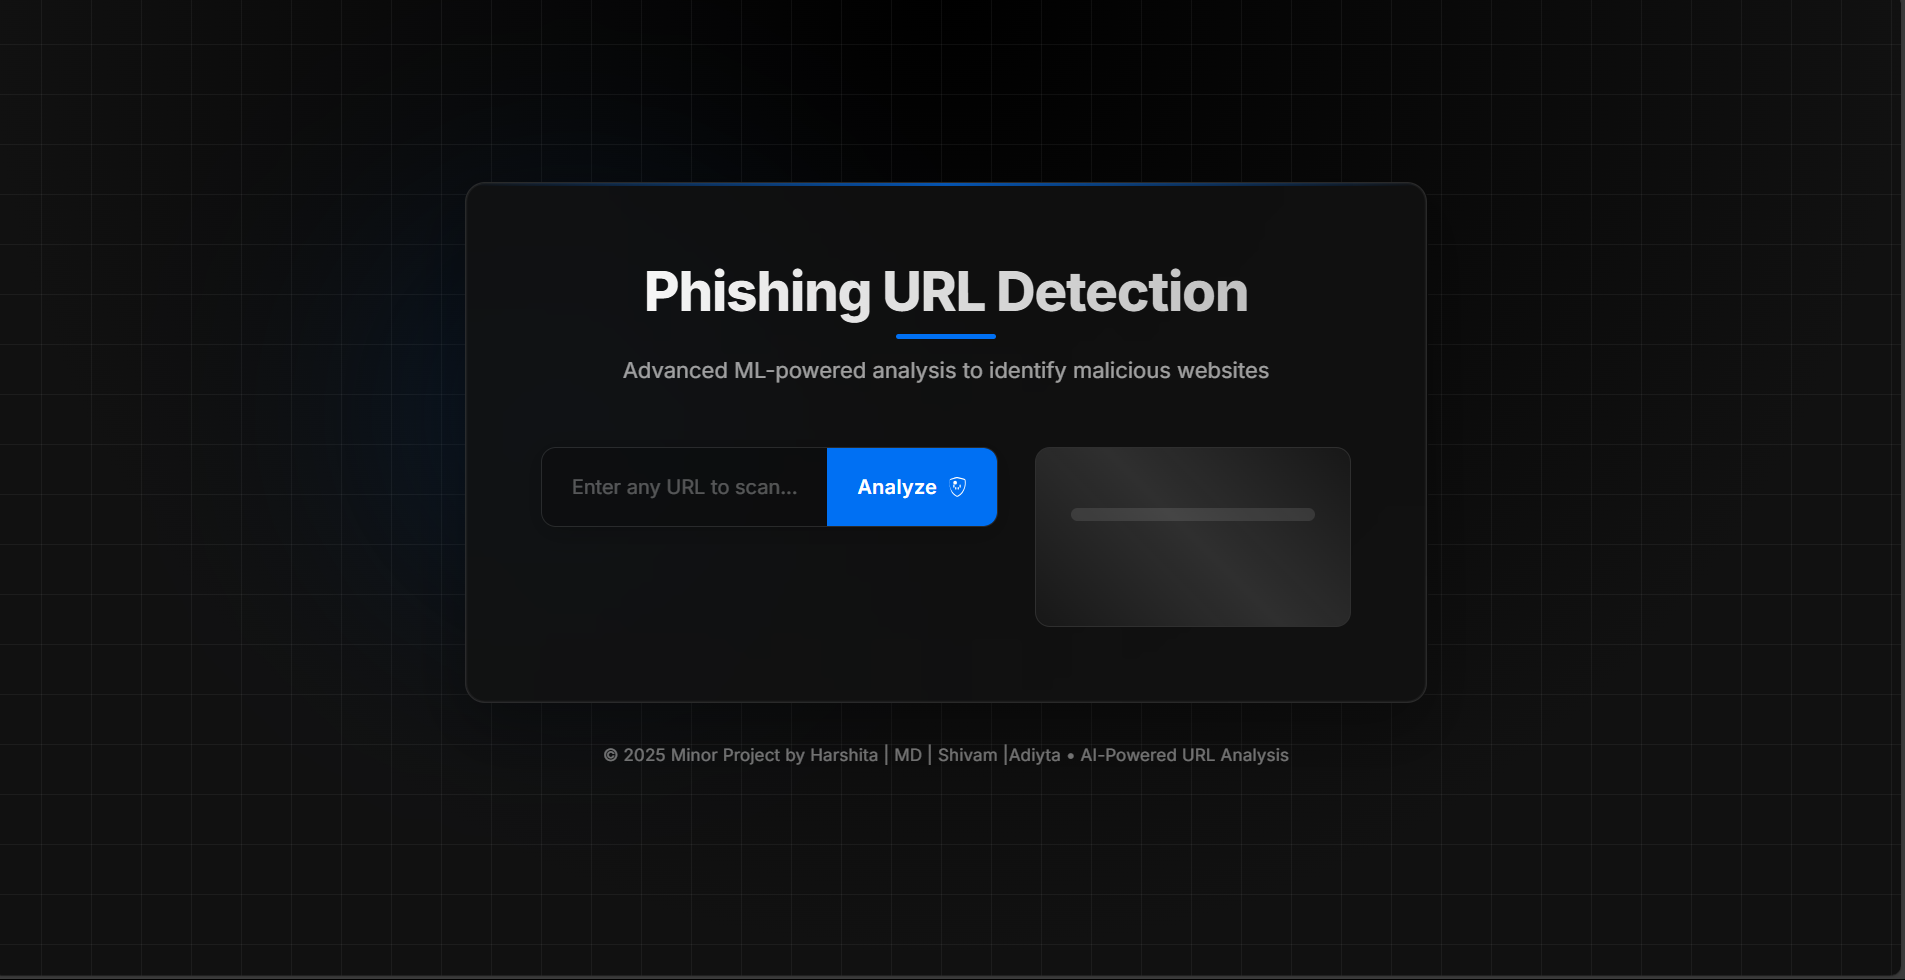 Phishing URL Detection
Advanced ML-powered analysis to identify malicious websites
Enter any URL to scan...
Analyze
© 2025 Minor Project by Harshita | MD | Shivam |Adiyta • AI-Powered URL Analysis